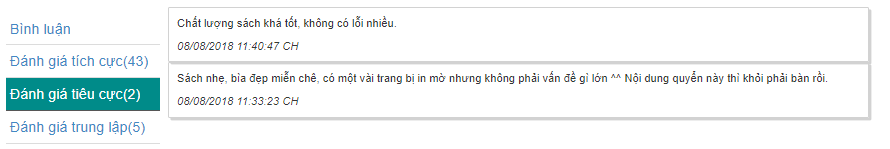 Bình luận
Đánh giá tích cực(43)
Đánh giá tiêu cực(2)
Đánh giá trung lập(5)
Chất lượng sách khá tốt, không có lỗi nhiều.
08/08/2018 11:40:47 CH
Sách nhẹ, bìa đẹp miễn chê, có một vài trang bị in mờ nhưng không phải vấn đề gì lớn ^^ Nội dung quyển này thì khỏi phải bàn rồi.
08/08/2018 11:33:23 CH